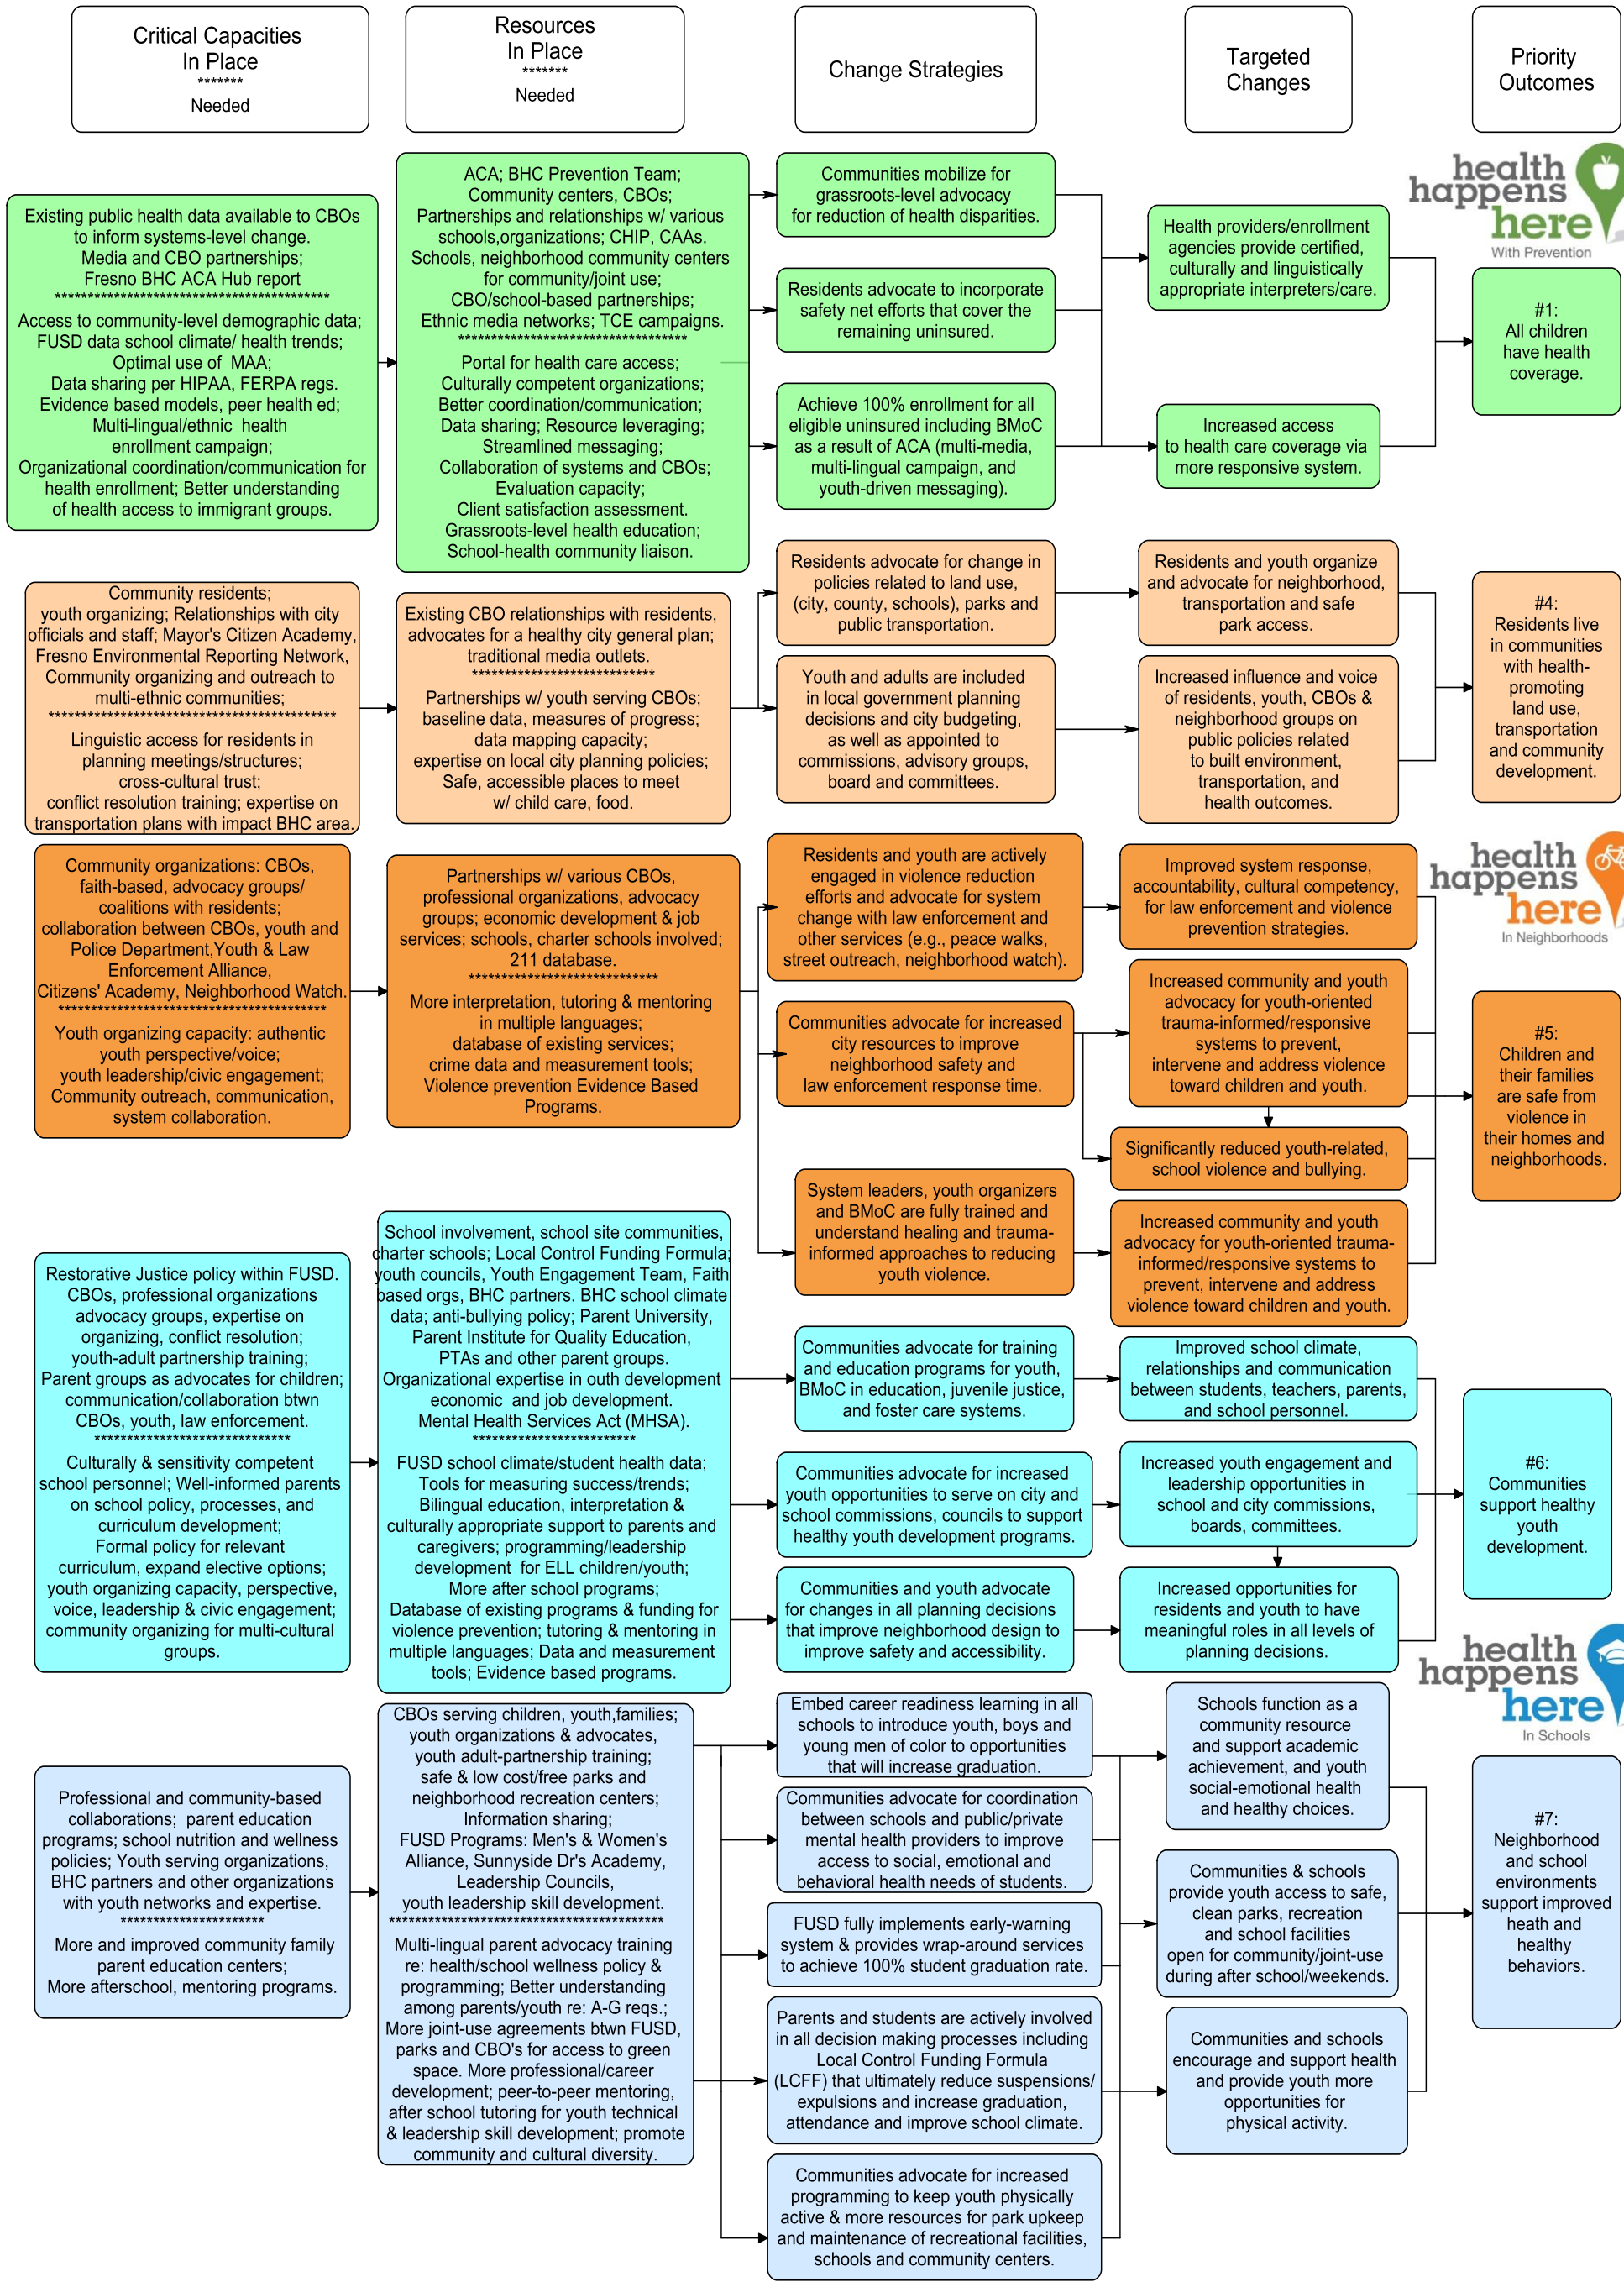 Critical Capacities
In Place
*******
Needed
Resources
In Place
*******
Needed
Change Strategies
Targeted
Changes
Priority
Outcomes
Existing public health data available to CBOs
to inform systems-level change.
Media and CBO partnerships;
Fresno BHC ACA Hub report
******************************************
Access to community-level demographic data;
FUSD data school climate/ health trends;
Optimal use of MAA;
Data sharing per HIPAA, FERPA regs.
Evidence based models, peer health ed;
Multi-lingual/ethnic health
enrollment campaign;
Organizational coordination/communication for
health enrollment; Better understanding
of health access to immigrant groups.
ACA; BHC Prevention Team;
Community centers, CBOs;
Partnerships and relationships w/ various
schools,organizations; CHIP, CAAs.
Schools, neighborhood community centers
for community/joint use;
CBO/school-based partnerships;
Ethnic media networks; TCE campaigns.
***********************************
Portal for health care access;
Culturally competent organizations;
Better coordination/communication;
Data sharing; Resource leveraging;
Streamlined messaging;
Collaboration of systems and CBOs;
Evaluation capacity;
Client satisfaction assessment.
Grassroots-level health education;
School-health community liaison.
Communities mobilize for
grassroots-level advocacy
for reduction of health disparities.
Residents advocate to incorporate
safety net efforts that cover the
remaining uninsured.
Achieve 100% enrollment for all
eligible uninsured including BMoC
as a result of ACA (multi-media,
multi-lingual campaign, and
youth-driven messaging).
Health providers/enrollment
agencies provide certified,
culturally and linguistically
appropriate interpreters/care.
Increased access
to health care coverage via
more responsive system.
health
happens
here
With Prevention
#1:
All children
have health
coverage.
Community residents;
youth organizing; Relationships with city
officials and staff; Mayor's Citizen Academy,
Fresno Environmental Reporting Network,
Community organizing and outreach to
multi-ethnic communities;
********************************************
Linguistic access for residents in
planning meetings/structures;
cross-cultural trust;
conflict resolution training; expertise on
transportation plans with impact BHC area.
Existing CBO relationships with residents,
advocates for a healthy city general plan;
traditional media outlets.
****************************
Partnerships w/ youth serving CBOs;
baseline data, measures of progress;
data mapping capacity;
expertise on local city planning policies;
Safe, accessible places to meet
w/ child care, food.
Residents advocate for change in
policies related to land use,
(city, county, schools), parks and
public transportation.
Youth and adults are included
in local government planning
decisions and city budgeting,
as well as appointed to
commissions, advisory groups,
board and committees.
Residents and youth organize
and advocate for neighborhood,
transportation and safe
park access.
Increased influence and voice
of residents, youth, CBOs &
neighborhood groups on
public policies related
to built environment,
transportation, and
health outcomes.
#4:
Residents live
in communities
with health-
promoting
land use,
transportation
and community
development.
Community organizations: CBOs,
faith-based, advocacy groups/
coalitions with residents;
collaboration between CBOs, youth and
Police Department,Youth & Law
Enforcement Alliance,
Citizens' Academy, Neighborhood Watch.
*****************************************
Youth organizing capacity: authentic
youth perspective/voice;
youth leadership/civic engagement;
Community outreach, communication,
system collaboration.
Partnerships w/ various CBOs,
professional organizations, advocacy
groups; economic development & job
services; schools, charter schools involved;
211 database.
*****************************
More interpretation, tutoring & mentoring
in multiple languages;
database of existing services;
crime data and measurement tools;
Violence prevention Evidence Based
Programs.
Residents and youth are actively
engaged in violence reduction
efforts and advocate for system
change with law enforcement and
other services (e.g., peace walks,
street outreach, neighborhood watch).
Communities advocate for increased
city resources to improve
neighborhood safety and
law enforcement response time.
System leaders, youth organizers
and BMoC are fully trained and
understand healing and trauma-
informed approaches to reducing
youth violence.
Improved system response,
accountability, cultural competency,
for law enforcement and violence
prevention strategies.
Increased community and youth
advocacy for youth-oriented
trauma-informed/responsive
systems to prevent,
intervene and address violence
toward children and youth.
Significantly reduced youth-related,
school violence and bullying.
Increased community and youth
advocacy for youth-oriented trauma-
informed/responsive systems to
prevent, intervene and address
violence toward children and youth.
health
happens
here
In Neighborhoods
#5:
Children and
their families
are safe from
violence in
their homes and
neighborhoods.
Restorative Justice policy within FUSD.
CBOs, professional organizations
advocacy groups, expertise on
organizing, conflict resolution;
youth-adult partnership training;
Parent groups as advocates for children;
communication/collaboration btwn
CBOs, youth, law enforcement.
******************************
Culturally & sensitivity competent
school personnel; Well-informed parents
on school policy, processes, and
curriculum development;
Formal policy for relevant
curriculum, expand elective options;
youth organizing capacity, perspective,
voice, leadership & civic engagement;
community organizing for multi-cultural
groups.
School involvement, school site communities,
charter schools; Local Control Funding Formula;
youth councils, Youth Engagement Team, Faith
based orgs, BHC partners. BHC school climate
data; anti-bullying policy; Parent University,
Parent Institute for Quality Education,
PTAs and other parent groups.
Organizational expertise in outh development
economic and job development.
Mental Health Services Act (MHSA).
*************************
FUSD school climate/student health data;
Tools for measuring success/trends;
Bilingual education, interpretation &
culturally appropriate support to parents and
caregivers; programming/leadership
development for ELL children/youth;
More after school programs;
Database of existing programs & funding for
violence prevention; tutoring & mentoring in
multiple languages; Data and measurement
tools; Evidence based programs.
Communities advocate for training
and education programs for youth,
BMoC in education, juvenile justice,
and foster care systems.
Communities advocate for increased
youth opportunities to serve on city and
school commissions, councils to support
healthy youth development programs.
Communities and youth advocate
for changes in all planning decisions
that improve neighborhood design to
improve safety and accessibility.
Improved school climate,
relationships and communication
between students, teachers, parents,
and school personnel.
Increased youth engagement and
leadership opportunities in
school and city commissions,
boards, committees.
Increased opportunities for
residents and youth to have
meaningful roles in all levels of
planning decisions.
#6:
Communities
support healthy
youth
development.
health
happens
here
In Schools
Professional and community-based
collaborations; parent education
programs; school nutrition and wellness
policies; Youth serving organizations,
BHC partners and other organizations
with youth networks and expertise.
**********************
More and improved community family
parent education centers;
More afterschool, mentoring programs.
CBOs serving children, youth,families;
youth organizations & advocates,
youth adult-partnership training;
safe & low cost/free parks and
neighborhood recreation centers;
Information sharing;
FUSD Programs: Men's & Women's
Alliance, Sunnyside Dr's Academy,
Leadership Councils,
youth leadership skill development.
******************************************
Multi-lingual parent advocacy training
re: health/school wellness policy &
programming; Better understanding
among parents/youth re: A-G reqs.;
More joint-use agreements btwn FUSD,
parks and CBO's for access to green
space. More professional/career
development; peer-to-peer mentoring,
after school tutoring for youth technical
& leadership skill development; promote
community and cultural diversity.
Embed career readiness learning in all
schools to introduce youth, boys and
young men of color to opportunities
that will increase graduation.
Communities advocate for coordination
between schools and public/private
mental health providers to improve
access to social, emotional and
behavioral health needs of students.
FUSD fully implements early-warning
system & provides wrap-around services
to achieve 100% student graduation rate.
Parents and students are actively involved
in all decision making processes including
Local Control Funding Formula
(LCFF) that ultimately reduce suspensions/
expulsions and increase graduation,
attendance and improve school climate.
Communities advocate for increased
programming to keep youth physically
active & more resources for park upkeep
and maintenance of recreational facilities,
schools and community centers.
Schools function as a
community resource
and support academic
achievement, and youth
social-emotional health
and healthy choices.
Communities & schools
provide youth access to safe,
clean parks, recreation
and school facilities
open for community/joint-use
during after school/weekends.
Communities and schools
encourage and support health
and provide youth more
opportunities for
physical activity.
#7:
Neighborhood
and school
environments
support improved
heath and
healthy
behaviors.